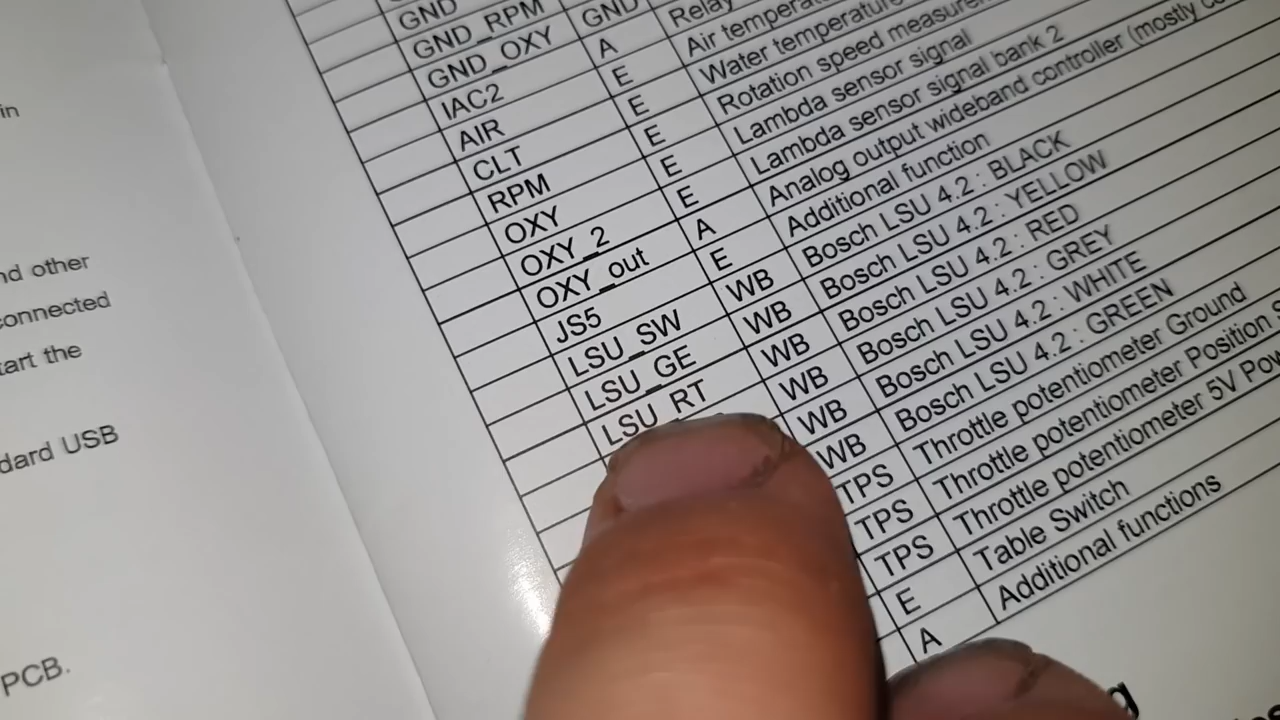 in
nd other
connected
tart the
dard USB
PCB.
GND
GND_RPM
GND_OXY GND
IAC2 A Relay
AIR E Air
CLT E Water temperature
RPM E Rotation speed
OXY E Lambda sensor signal
OXY_2 E Lambda sensor signal bank 2
OXY_out A Analog output wideband controller (mostly
JS5 E Additional function
LSU_SW WB Bosch LSU 4.2 : BLACK
LSU_GE WB Bosch LSU 4.2 : YELLOW
LSU_RT WB Bosch LSU 4.2 : RED
WB Bosch LSU 4.2 : GREY
WB Bosch LSU 4.2 : WHITE
WB Bosch LSU 4.2 : GREEN
TPS Throttle potentiometer Ground
TPS Throttle potentiometer Position
TPS Throttle potentiometer 5V
E Table Switch
A Additional functions